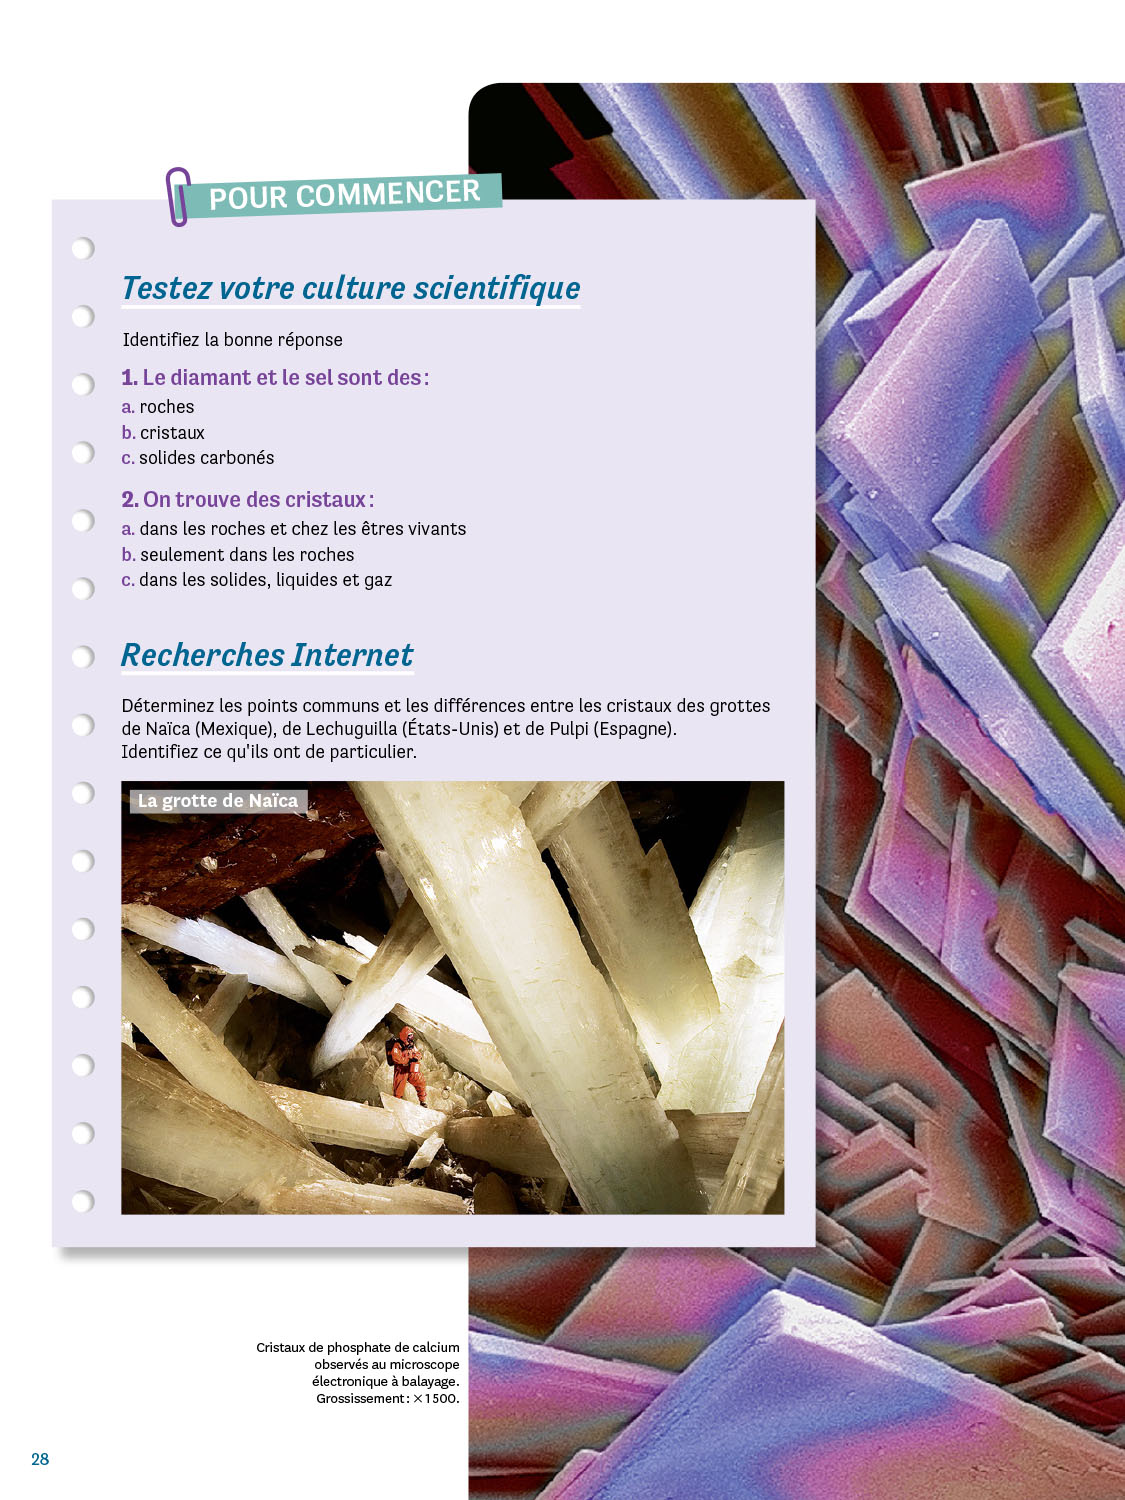 POUR COMMENCER
Testez votre culture scientifique
Identifiez la bonne réponse
1. Le diamant et le sel sont des :
a. roches
b. cristaux
c. solides carbonés
2. On trouve des cristaux :
a. dans les roches et chez les êtres vivants
b. seulement dans les roches
c. dans les solides, liquides et gaz
Recherches Internet
Déterminez les points communs et les différences entre les cristaux des grottes
de Naïca (Mexique), de Lechuguilla (États-Unis) et de Pulpi (Espagne).
Identifiez ce qu'ils ont de particulier.
La grotte de Naïca
Cristaux de phosphate de calcium
observés au microscope
électronique à balayage.
Grossissement : × 1 500.
28